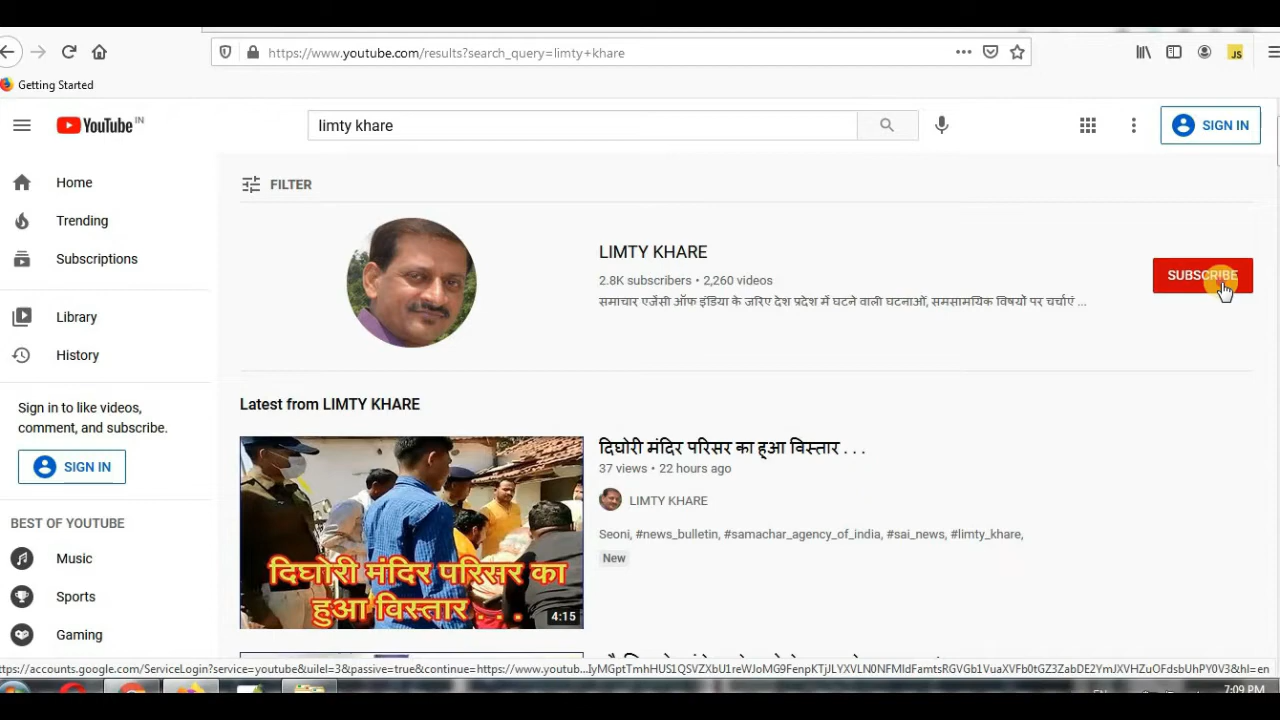 https://www.youtube.com/results?search_query=limty+khare
JS
Getting Started
YouTube IN
limty khare
SIGN IN
Home
FILTER
Trending
LIMTY KHARE
Subscriptions
2.8K subscribers • 2,260 videos
SUBSCRIBE
समाचार एजेंसी ऑफ इंडिया के जरिए देश प्रदेश में घटने वाली घटनाओं, समसामयिक विषयों पर चर्चाएं ...
Library
History
Sign in to like videos,
comment, and subscribe.
SIGN IN
Latest from LIMTY KHARE
दिघोरी मंदिर परिसर का हुआ विस्तार . . .
37 views • 22 hours ago
LIMTY KHARE
Seoni, #news_bulletin, #samachar_agency_of_india, #sai_news, #limty_khare,
New
दिघोरी मंदिर परिसर का
हुआ विस्तार . . .
4:15
BEST OF YOUTUBE
Music
Sports
Gaming
7:09 PM